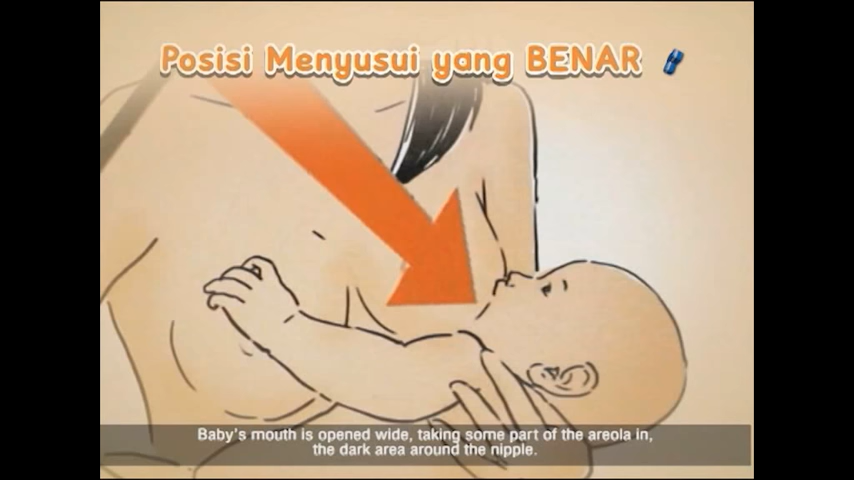 Posisi Menyusui yang BENAR
Baby's mouth is opened wide, taking some part of the areola in,
the dark area around the nipple.